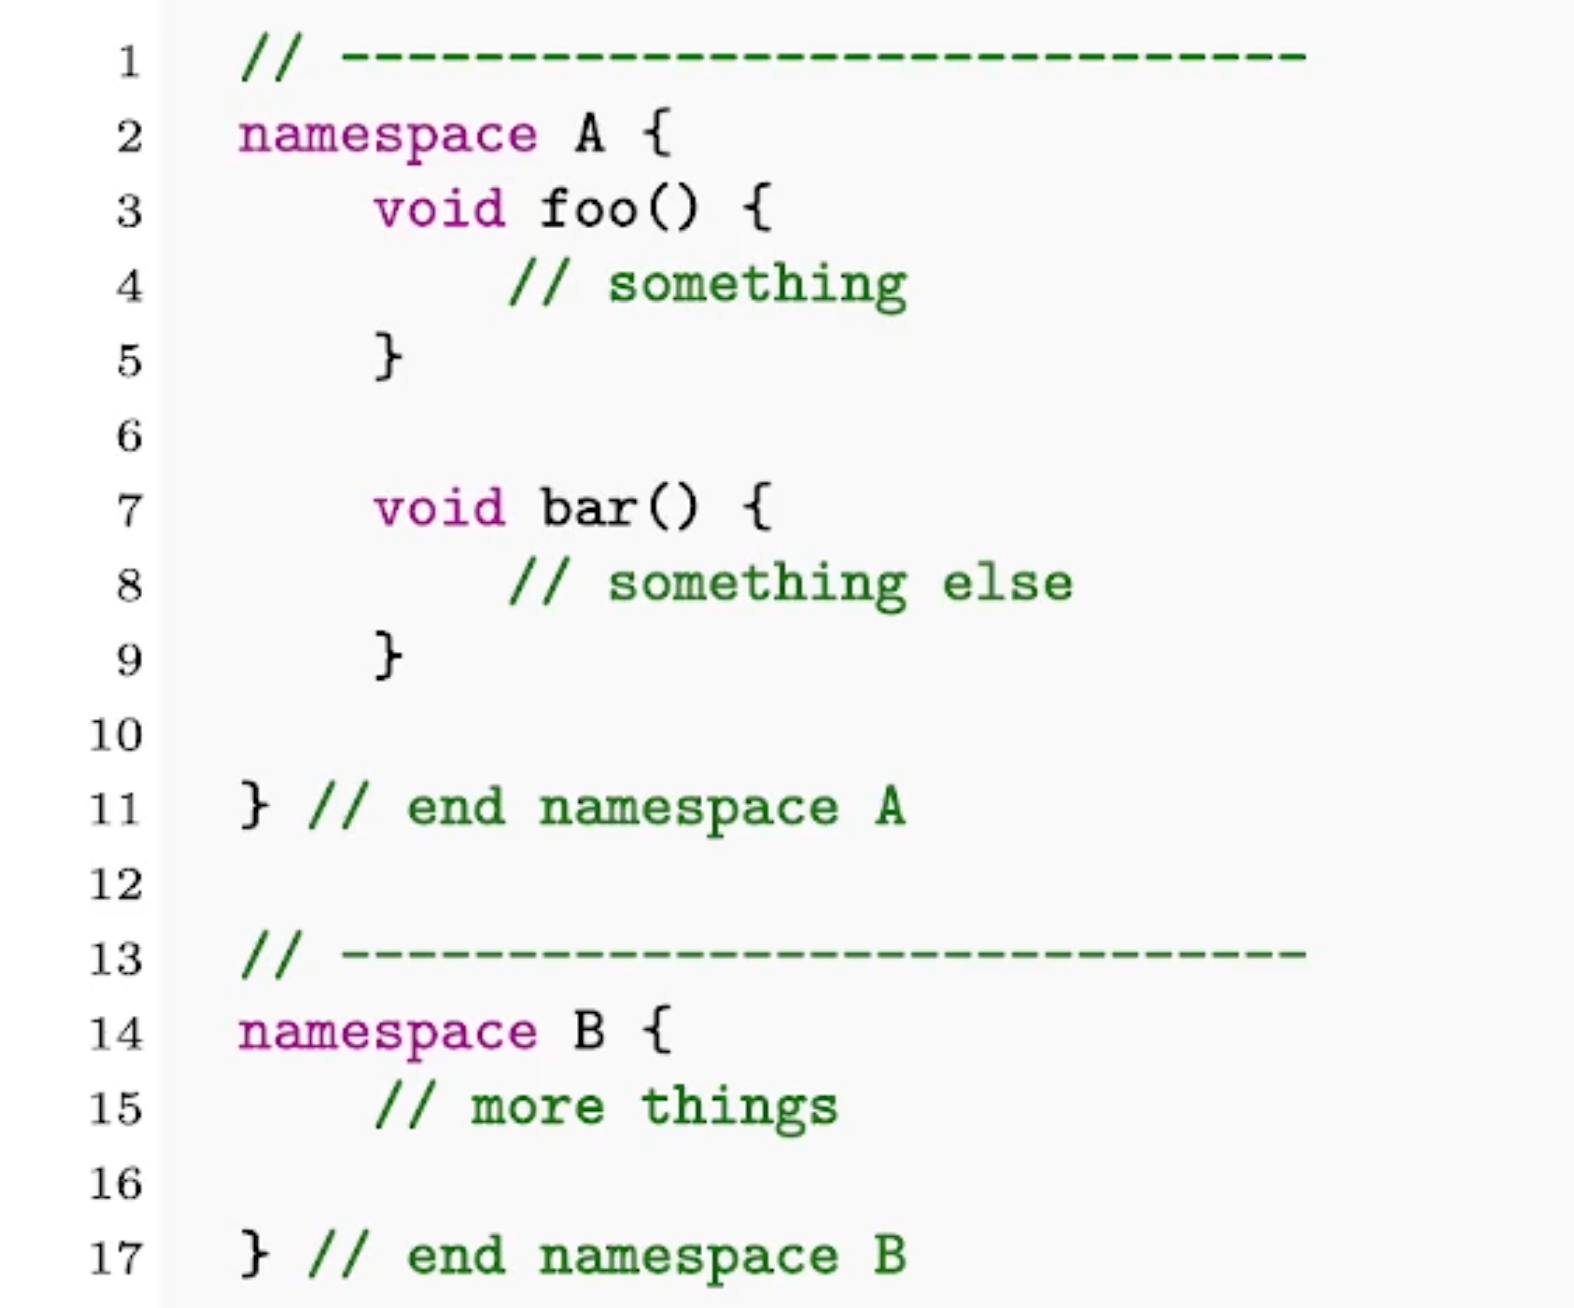 1 // -----------------------------
2 namespace A {
3     void foo() {
4         // something
5     }
6
7     void bar() {
8         // something else
9     }
10
11 } // end namespace A
12
13 // -----------------------------
14 namespace B {
15     // more things
16
17 } // end namespace B